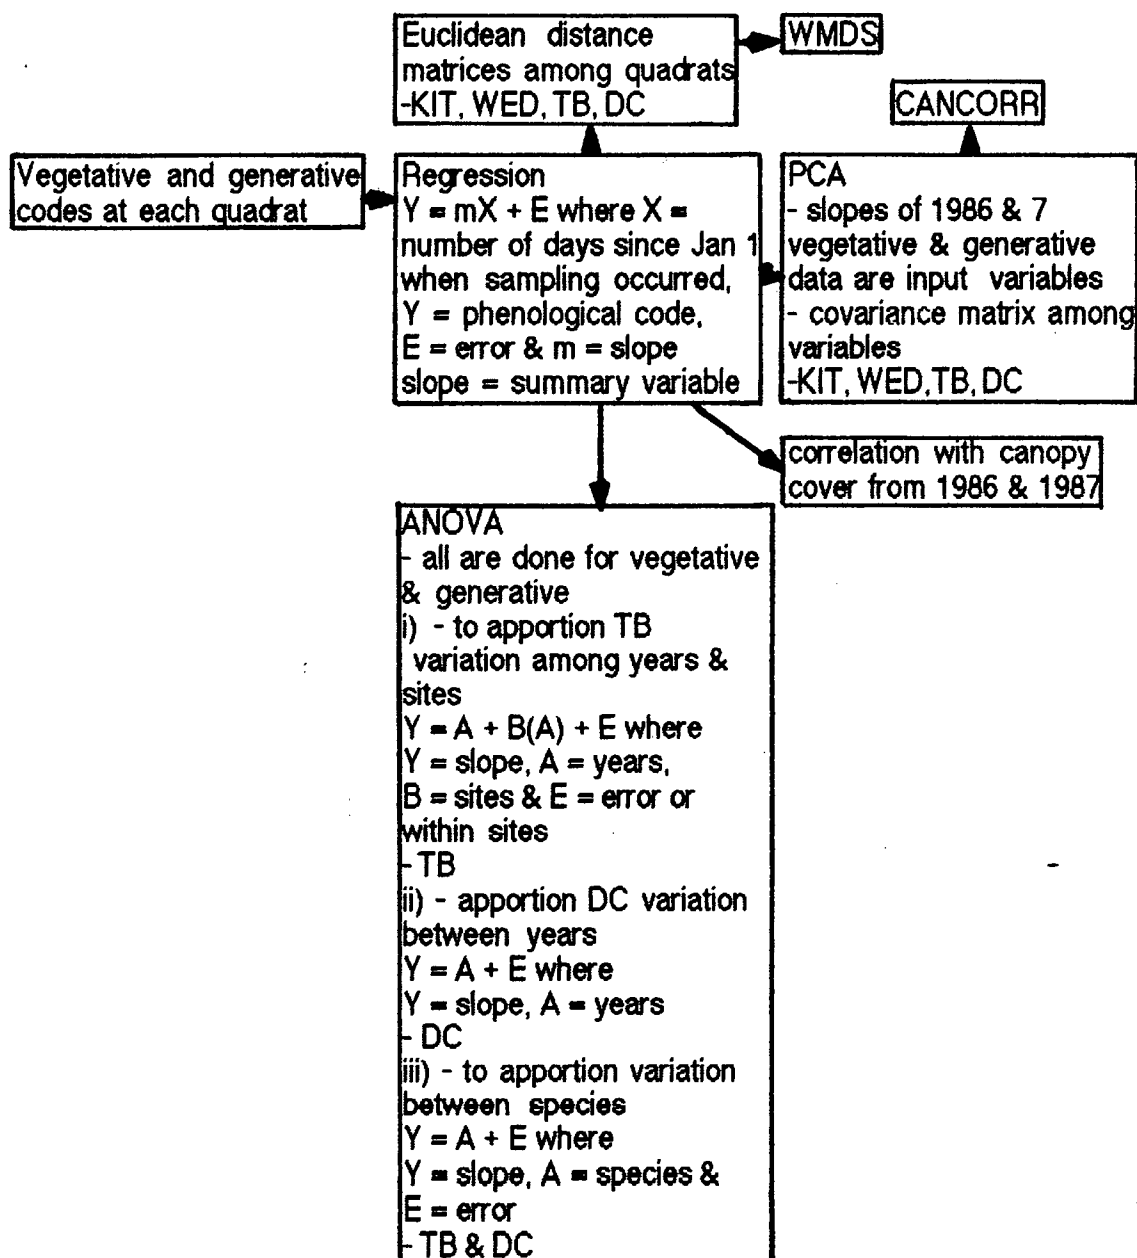 Euclidean distance
matrices among quadrats
-KIT, WED, TB, DC
WMDS
CANCORR
Vegetative and generative
codes at each quadrat
Regression
Y = mX + E where X =
number of days since Jan 1
when sampling occurred,
Y = phenological code,
E = error & m = slope
slope = summary variable
PCA
- slopes of 1986 & 7
vegetative & generative
data are input variables
- covariance matrix among
variables
-KIT, WED,TB, DC
correlation with canopy
cover from 1986 & 1987
ANOVA
- all are done for vegetative
& generative
i) - to apportion TB
variation among years &
sites
Y = A + B(A) + E where
Y = slope, A = years,
B = sites & E = error or
within sites
- TB
ii) - apportion DC variation
between years
Y = A + E where
Y = slope, A = years
- DC
iii) - to apportion variation
between species
Y = A + E where
Y = slope, A = species &
E = error
- TB & DC